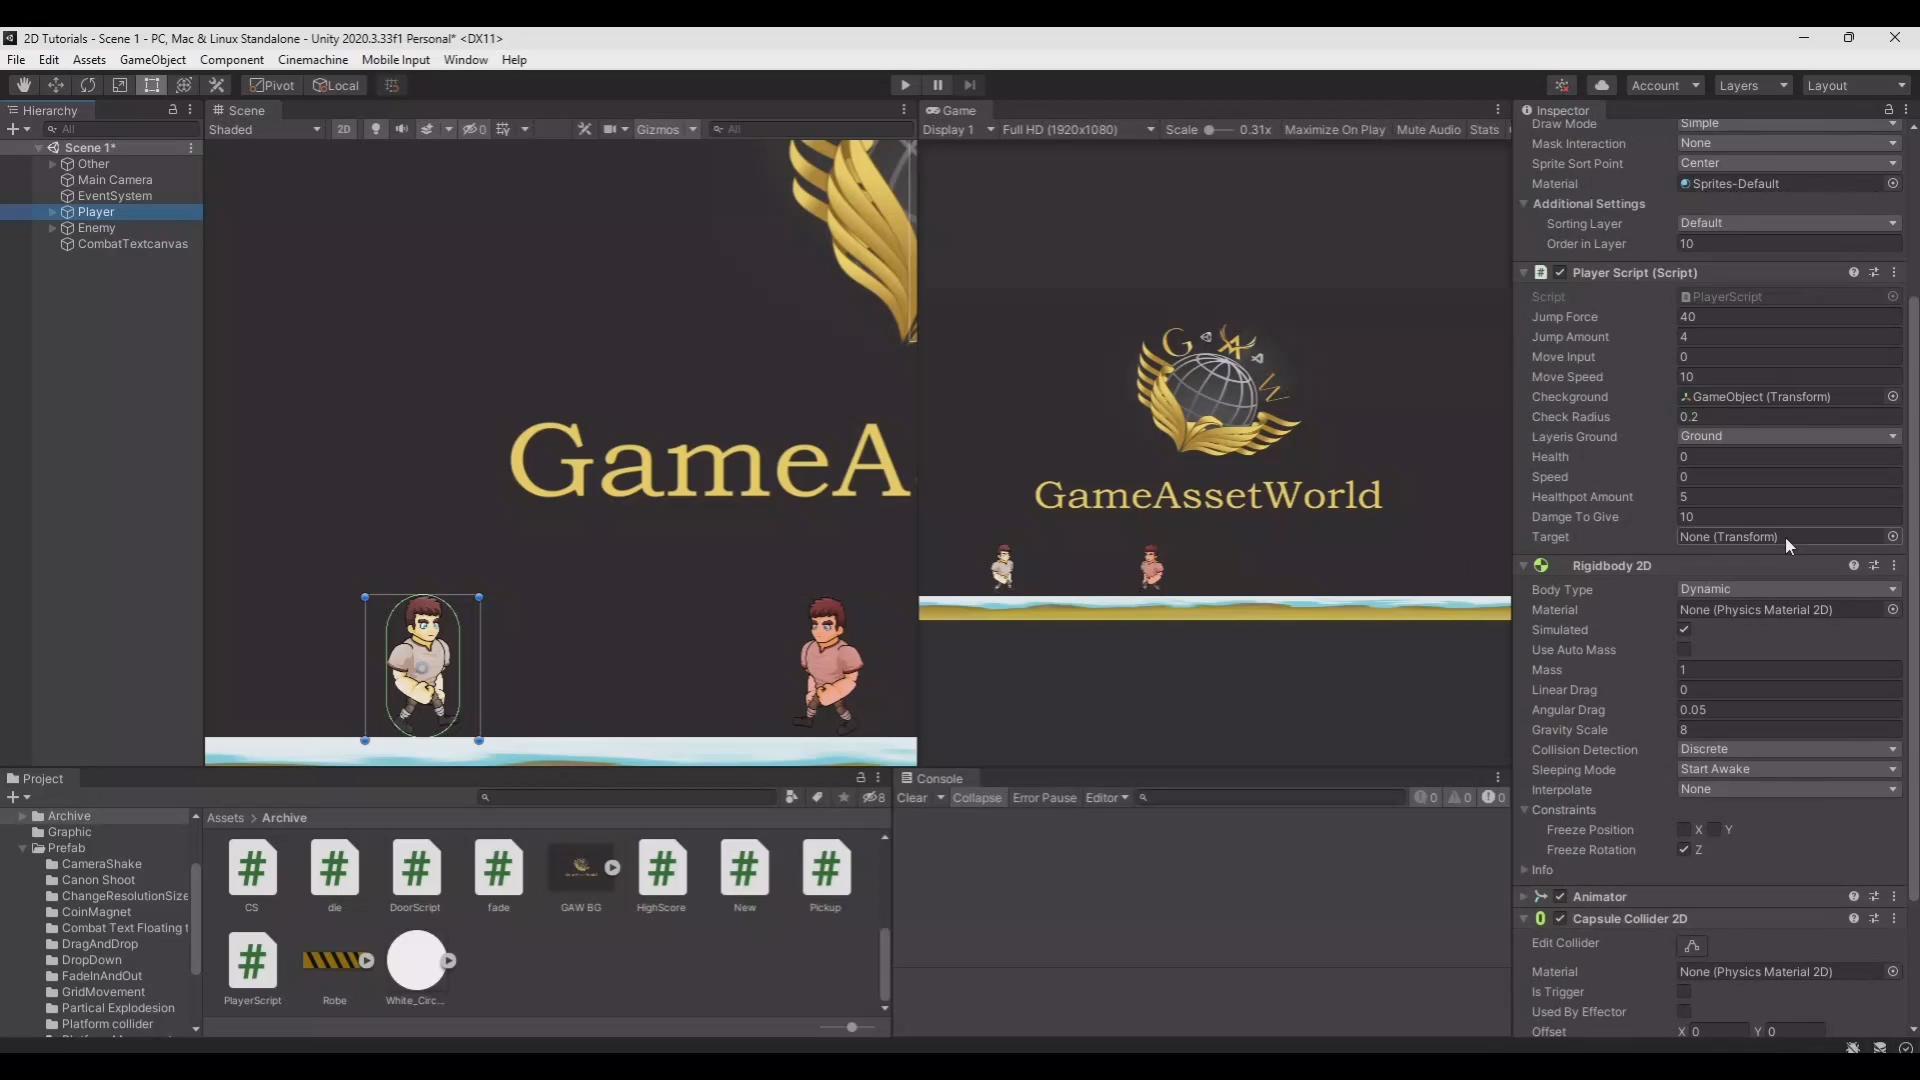 2D Tutorials - Scene 1 - PC, Mac & Linux Standalone - Unity 2020.3.33f1 Personal* <DX11>
File Edit Assets GameObject Component Cinemachine Mobile Input Window Help
Pivot Local Account Layers Layout
Hierarchy
All
Scene 1*
Other
Main Camera
EventSystem
Player
Enemy
CombatTextcanvas
Scene
Shaded 2D 0 Gizmos All
GameA
Game
Display 1 Full HD (1920x1080) Scale 0.31x Maximize On Play Mute Audio Stats
G W
GameAssetWorld
Inspector
Draw Mode Simple
Mask Interaction None
Sprite Sort Point Center
Material Sprites-Default
Additional Settings
Sorting Layer Default
Order in Layer 10
# Player Script (Script)
Script PlayerScript
Jump Force 40
Jump Amount 4
Move Input 0
Move Speed 10
Checkground GameObject (Transform)
Check Radius 0.2
Layeris Ground Ground
Health 0
Speed 0
Healthpot Amount 5
Damge To Give 10
Target None (Transform)
Rigidbody 2D
Body Type Dynamic
Material None (Physics Material 2D)
Simulated
Use Auto Mass
Mass 1
Linear Drag 0
Angular Drag 0.05
Gravity Scale 8
Collision Detection Discrete
Sleeping Mode Start Awake
Interpolate None
Constraints
Freeze Position X Y
Freeze Rotation Z
Info
Animator
Capsule Collider 2D
Edit Collider
Material None (Physics Material 2D)
Is Trigger
Used By Effector
Offset X 0 Y 0
Project
8
Archive
Graphic
Prefab
CameraShake
Canon Shoot
ChangeResolutionSize
CoinMagnet
Combat Text Floating t
DragAndDrop
DropDown
FadeInAndOut
GridMovement
Partical Explodesion
Platform collider
Assets > Archive
# # # # # # #
CS die DoorScript fade GAW BG HighScore New Pickup
#
PlayerScript Robe White_Circ...
Console
Clear Collapse Error Pause Editor 0 0 0